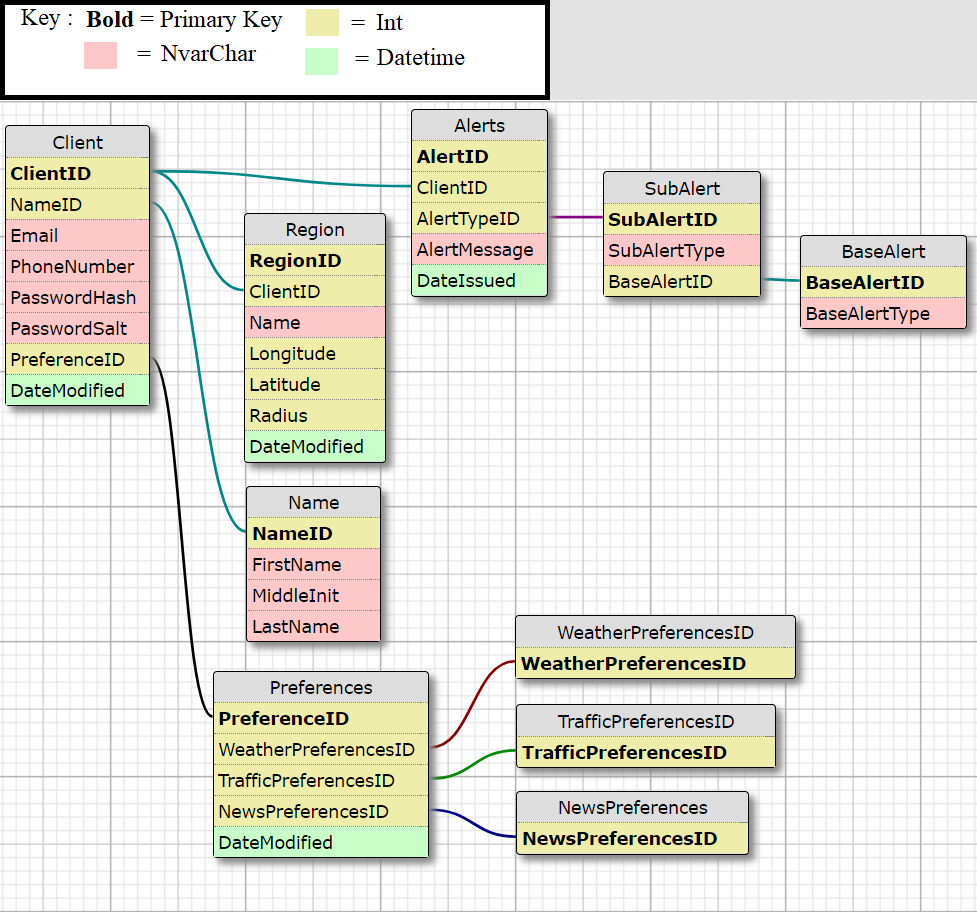 Key : Bold = Primary Key = Int
= NvarChar = Datetime
Client
ClientID
NameID
Email
PhoneNumber
PasswordHash
PasswordSalt
PreferenceID
DateModified
Region
RegionID
ClientID
Name
Longitude
Latitude
Radius
DateModified
Alerts
AlertID
ClientID
AlertTypeID
AlertMessage
DateIssued
SubAlert
SubAlertID
SubAlertType
BaseAlertID
BaseAlert
BaseAlertID
BaseAlertType
Name
NameID
FirstName
MiddleInit
LastName
Preferences
PreferenceID
WeatherPreferencesID
TrafficPreferencesID
NewsPreferencesID
DateModified
WeatherPreferencesID
WeatherPreferencesID
TrafficPreferencesID
TrafficPreferencesID
NewsPreferences
NewsPreferencesID